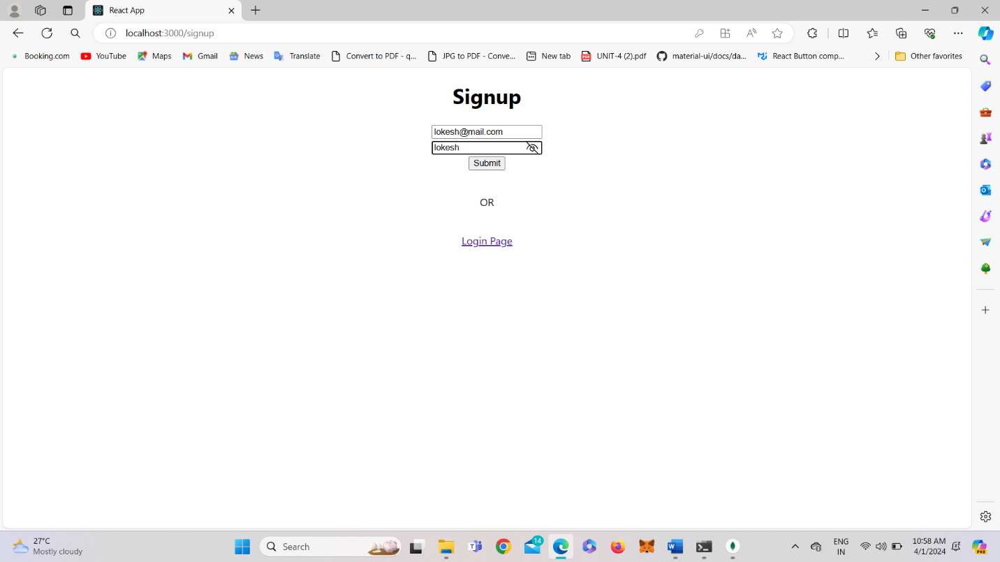 React App
localhost:3000/signup
Booking.com YouTube Maps Gmail News Translate Convert to PDF - q... JPG to PDF - Conve... New tab UNIT-4 (2).pdf material-ui/docs/da... React Button comp... Other favorites
Signup
lokesh@mail.com
lokesh
Submit
OR
Login Page
27°C
Mostly cloudy
Search
14
ENG
IN
10:58 AM
4/1/2024
PRE